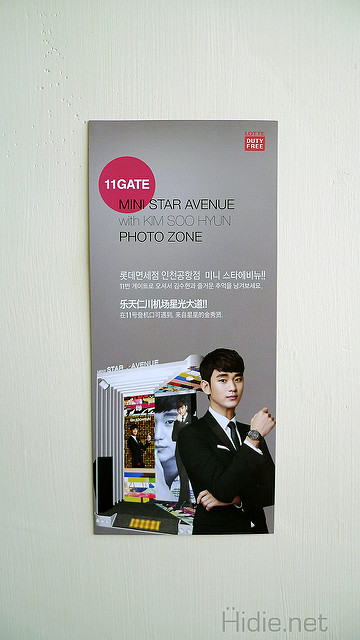 LOTTE
DUTY
FREE
11GATE
MINI STAR AVENUE
with KIM SOO HYUN
PHOTO ZONE
롯데면세점 인천공항점 미니 스타에비뉴!!
11번 게이트로 오셔서 김수현과 즐거운 추억을 남겨보세요.
乐天仁川机场星光大道!!
在11号登机口可遇到, 来自星星的金秀贤.
STAR AVENUE
Hidie.net